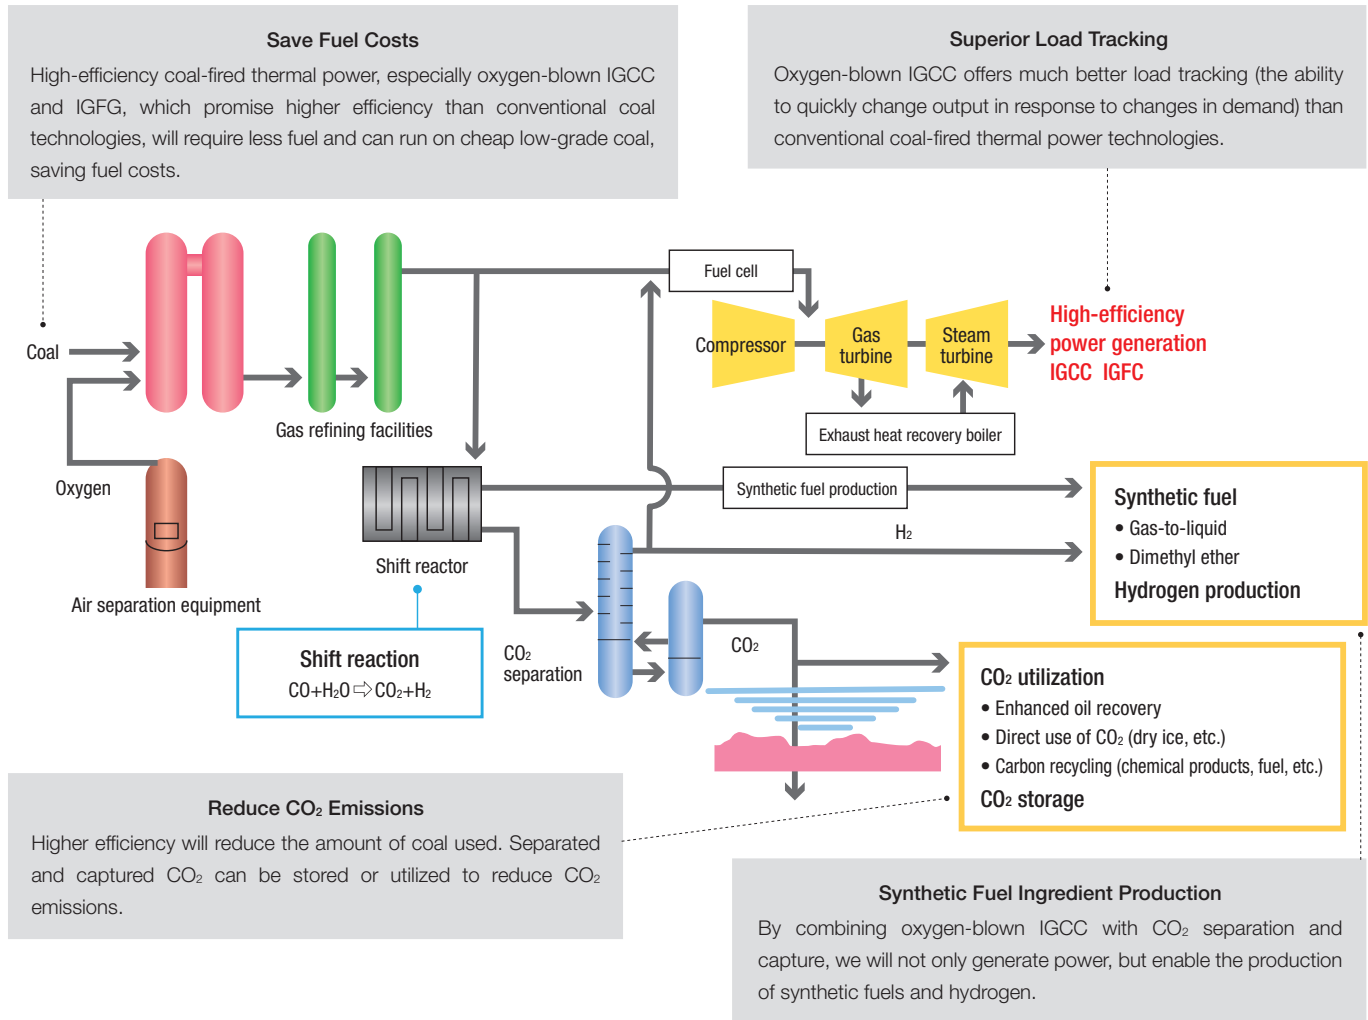 Save Fuel Costs
High-efficiency coal-fired thermal power, especially oxygen-blown IGCC
and IGFG, which promise higher efficiency than conventional coal
technologies, will require less fuel and can run on cheap low-grade coal,
saving fuel costs.
Superior Load Tracking
Oxygen-blown IGCC offers much better load tracking (the ability
to quickly change output in response to changes in demand) than
conventional coal-fired thermal power technologies.
Fuel cell
Compressor
Gas
turbine
Steam
turbine
High-efficiency
power generation
IGCC IGFC
Coal
Gas refining facilities
Exhaust heat recovery boiler
Oxygen
Synthetic fuel production
H₂
Synthetic fuel
• Gas-to-liquid
• Dimethyl ether
Hydrogen production
Shift reactor
Air separation equipment
Shift reaction
CO+H₂O⇨CO₂+H₂
CO₂
separation
CO₂
CO₂ utilization
• Enhanced oil recovery
• Direct use of CO₂ (dry ice, etc.)
• Carbon recycling (chemical products, fuel, etc.)
CO₂ storage
Reduce CO₂ Emissions
Higher efficiency will reduce the amount of coal used. Separated
and captured CO₂ can be stored or utilized to reduce CO₂
emissions.
Synthetic Fuel Ingredient Production
By combining oxygen-blown IGCC with CO₂ separation and
capture, we will not only generate power, but enable the production
of synthetic fuels and hydrogen.